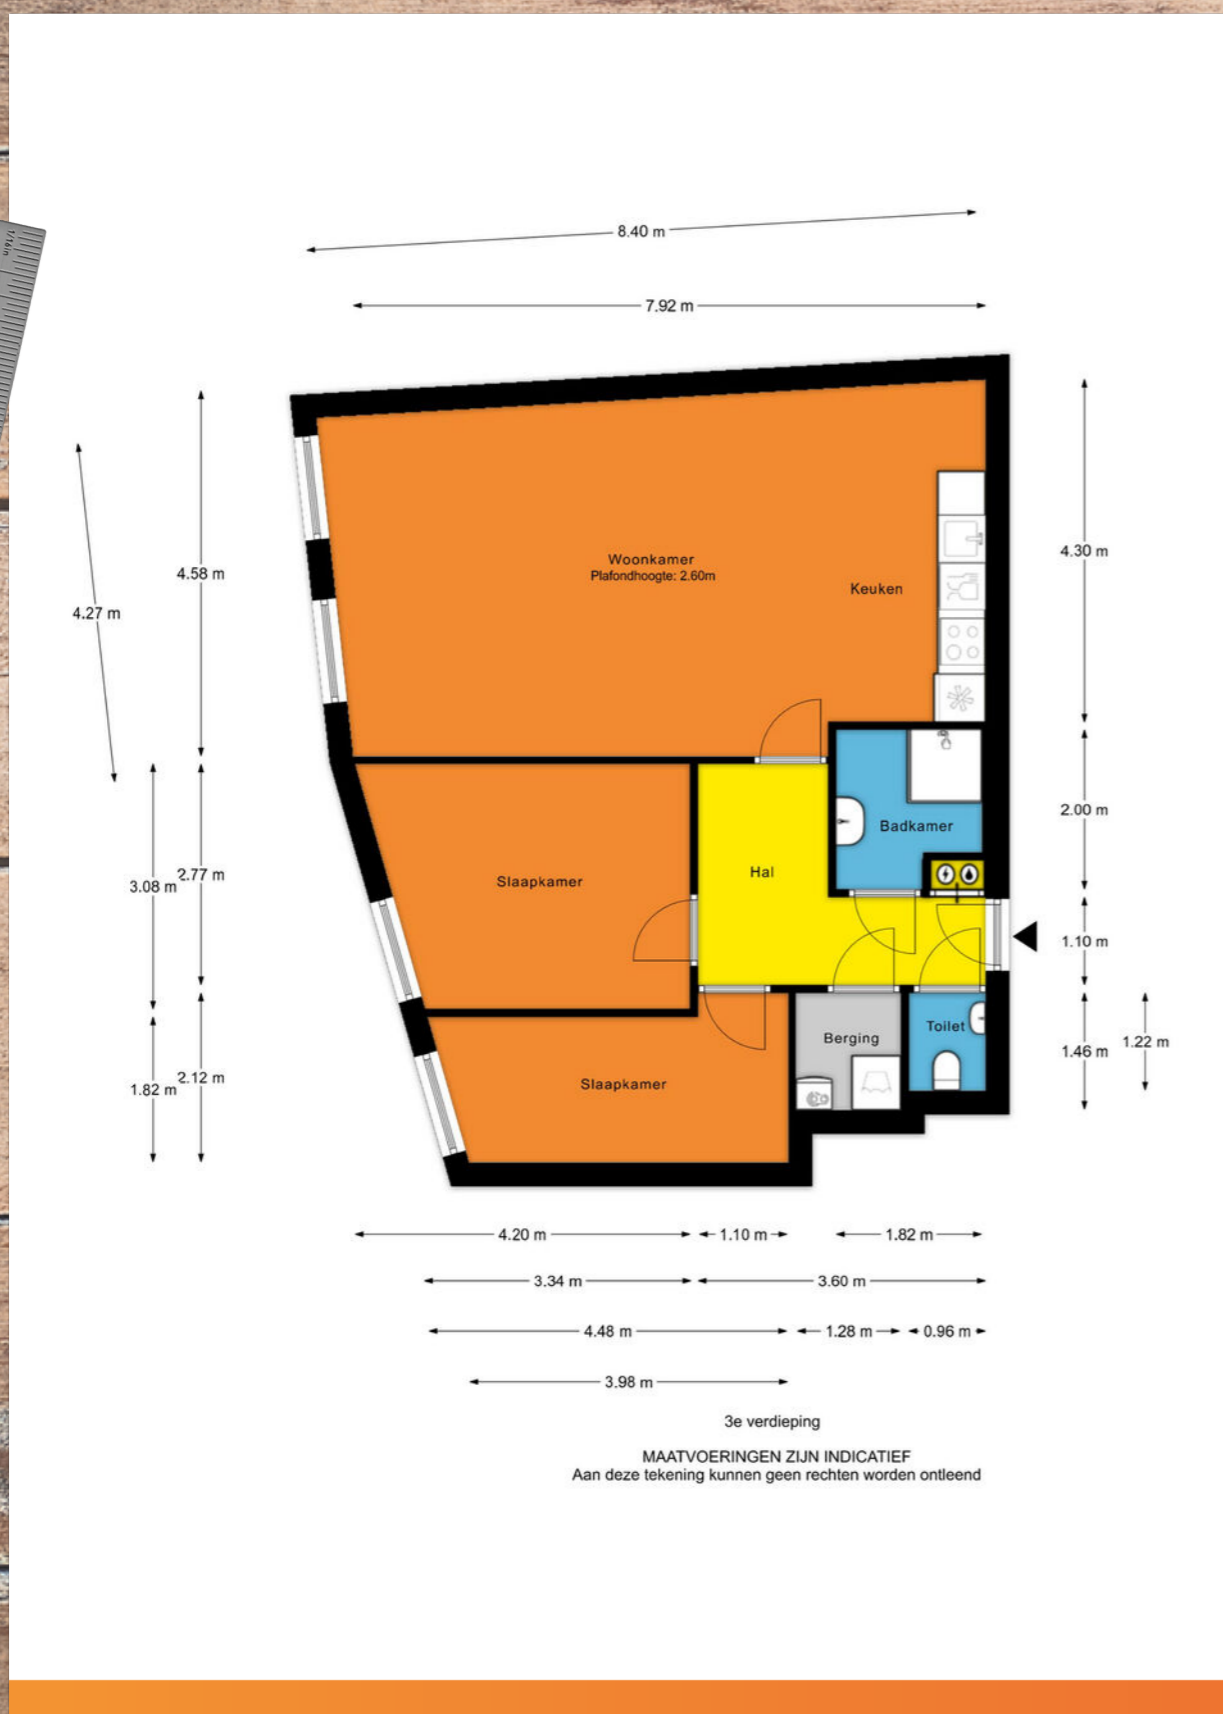 1/16in
8.40 m
7.92 m
4.58 m
4.27 m
4.30 m
Woonkamer
Plafondhoogte: 2.60m
Keuken
Badkamer
2.00 m
Hal
Slaapkamer
3.08 m
2.77 m
1.10 m
Toilet
Berging
1.46 m
1.22 m
Slaapkamer
1.82 m
2.12 m
4.20 m
1.10 m
1.82 m
3.34 m
3.60 m
4.48 m
1.28 m
0.96 m
3.98 m
3e verdieping
MAATVOERINGEN ZIJN INDICATIEF
Aan deze tekening kunnen geen rechten worden ontleend